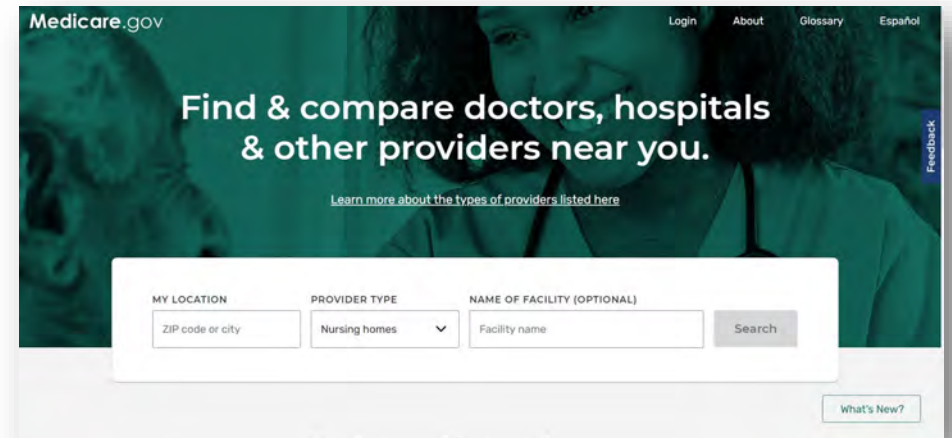 Medicare.gov
Login About Glossary Español
Find & compare doctors, hospitals
& other providers near you.
Feedback
Learn more about the types of providers listed here
MY LOCATION PROVIDER TYPE NAME OF FACILITY (OPTIONAL)
ZIP code or city Nursing homes Facility name Search
What's New?